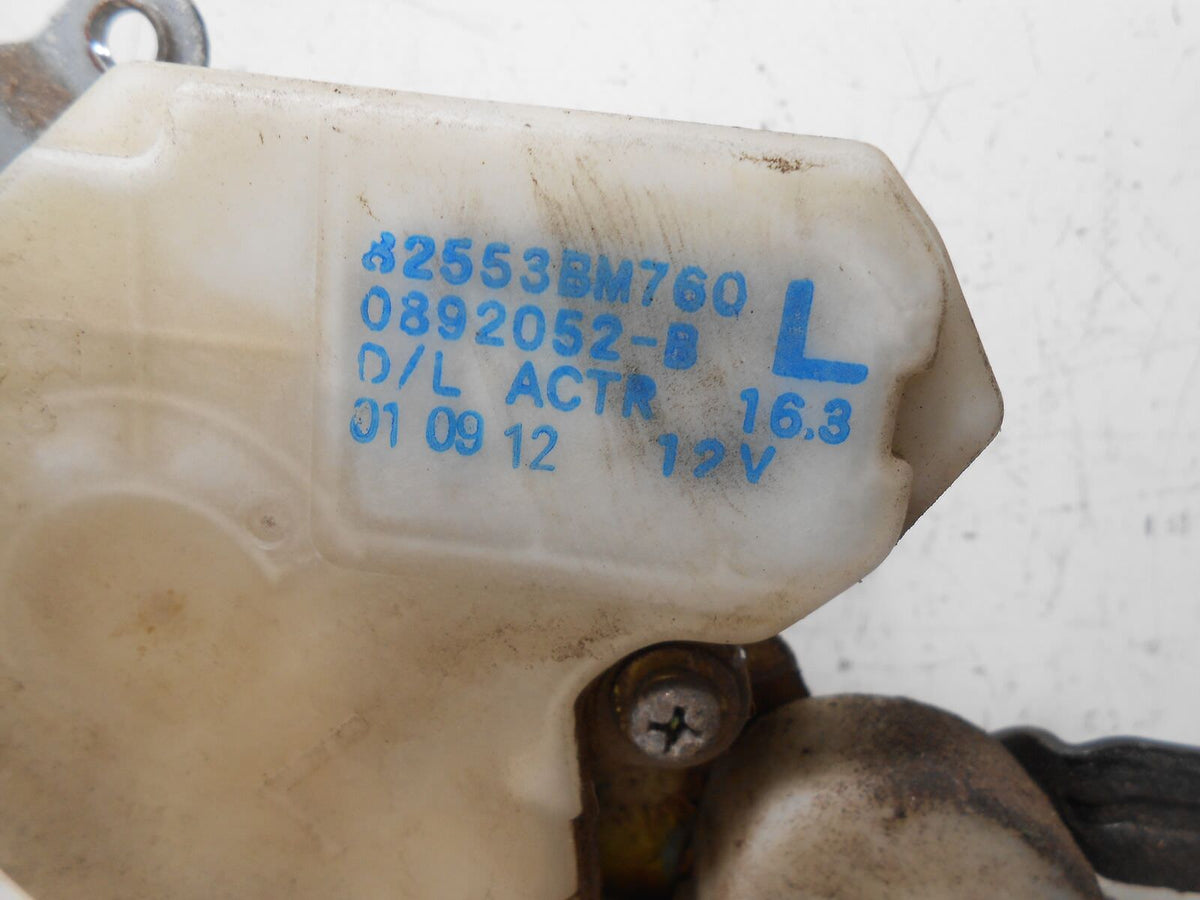 82553BM760
0892052-B
L
D/L ACTR 16.3
01 09 12 12V